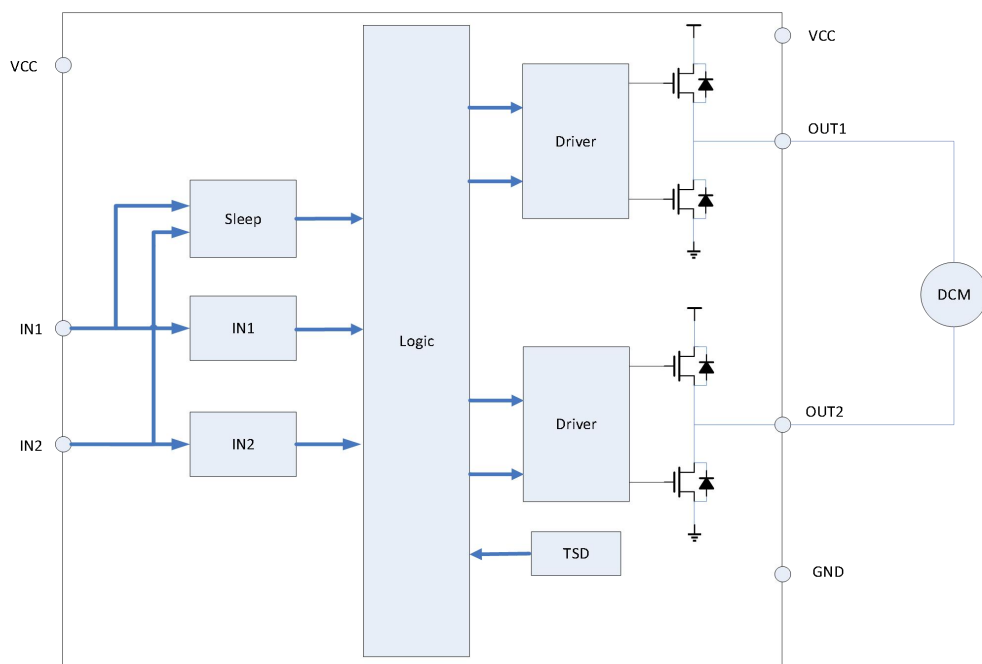 VCC
VCC
OUT1
Driver
Sleep
DCM
IN1
IN1
Logic
OUT2
Driver
IN2
IN2
TSD
GND